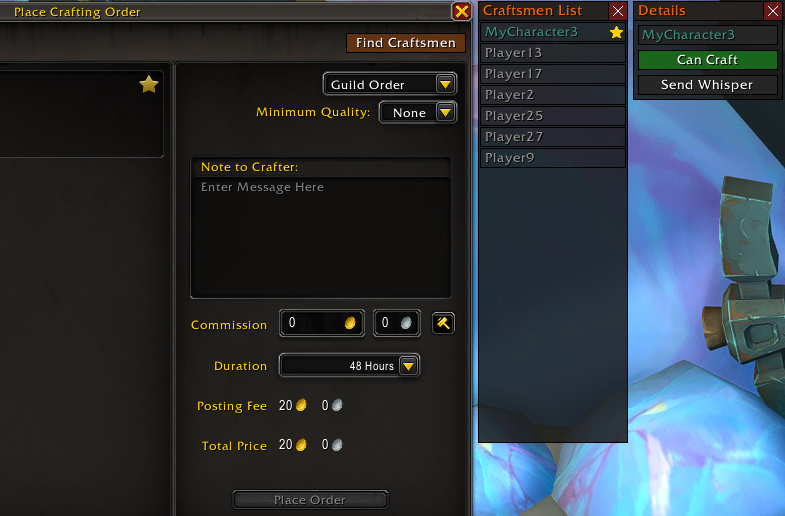 Place Crafting Order
Find Craftsmen
Guild Order
Minimum Quality: None
Note to Crafter:
Enter Message Here
Commission 0 0
Duration 48 Hours
Posting Fee 20 0
Total Price 20 0
Place Order
Craftsmen List
MyCharacter3
Player13
Player17
Player2
Player25
Player27
Player9
Details
MyCharacter3
Can Craft
Send Whisper